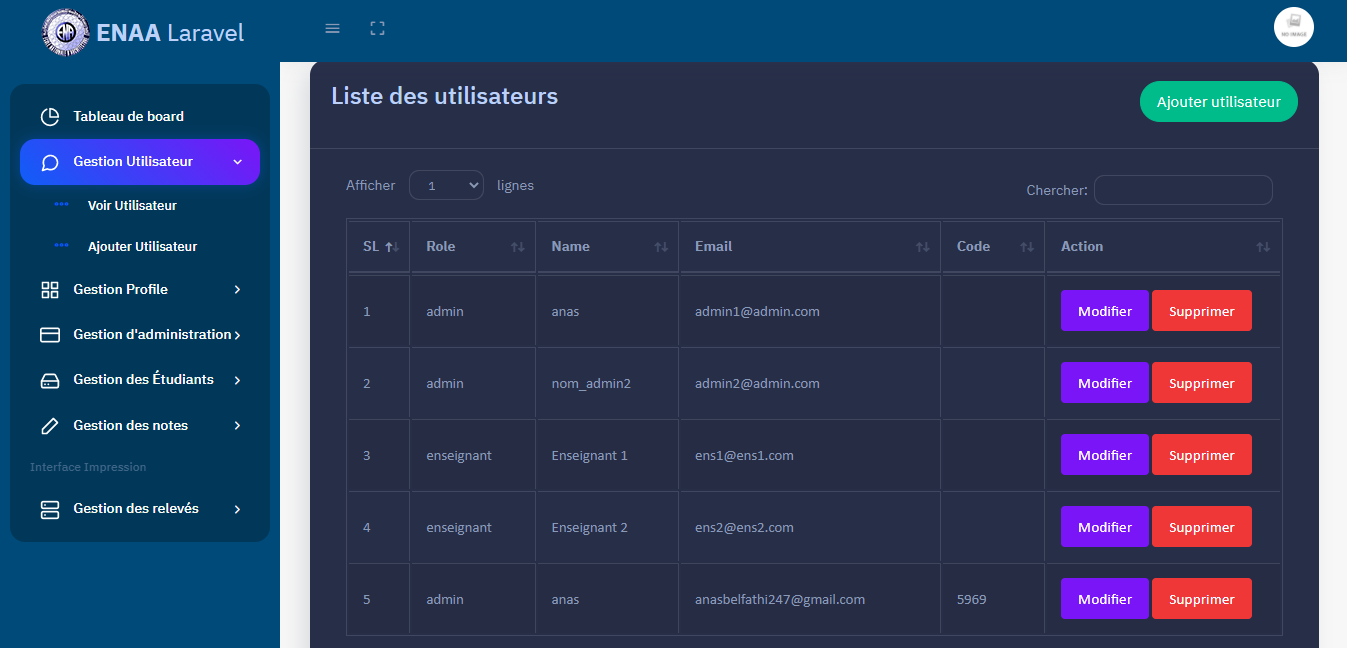 ENAA Laravel
NO IMAGE
Tableau de board
Gestion Utilisateur
Voir Utilisateur
Ajouter Utilisateur
Gestion Profile
Gestion d'administration
Gestion des Étudiants
Gestion des notes
Interface Impression
Gestion des relevés
Liste des utilisateurs
Ajouter utilisateur
Afficher 1 lignes
Chercher:
SL Role Name Email Code Action
1 admin anas admin1@admin.com Modifier Supprimer
2 admin nom_admin2 admin2@admin.com Modifier Supprimer
3 enseignant Enseignant 1 ens1@ens1.com Modifier Supprimer
4 enseignant Enseignant 2 ens2@ens2.com Modifier Supprimer
5 admin anas anasbelfathi247@gmail.com 5969 Modifier Supprimer